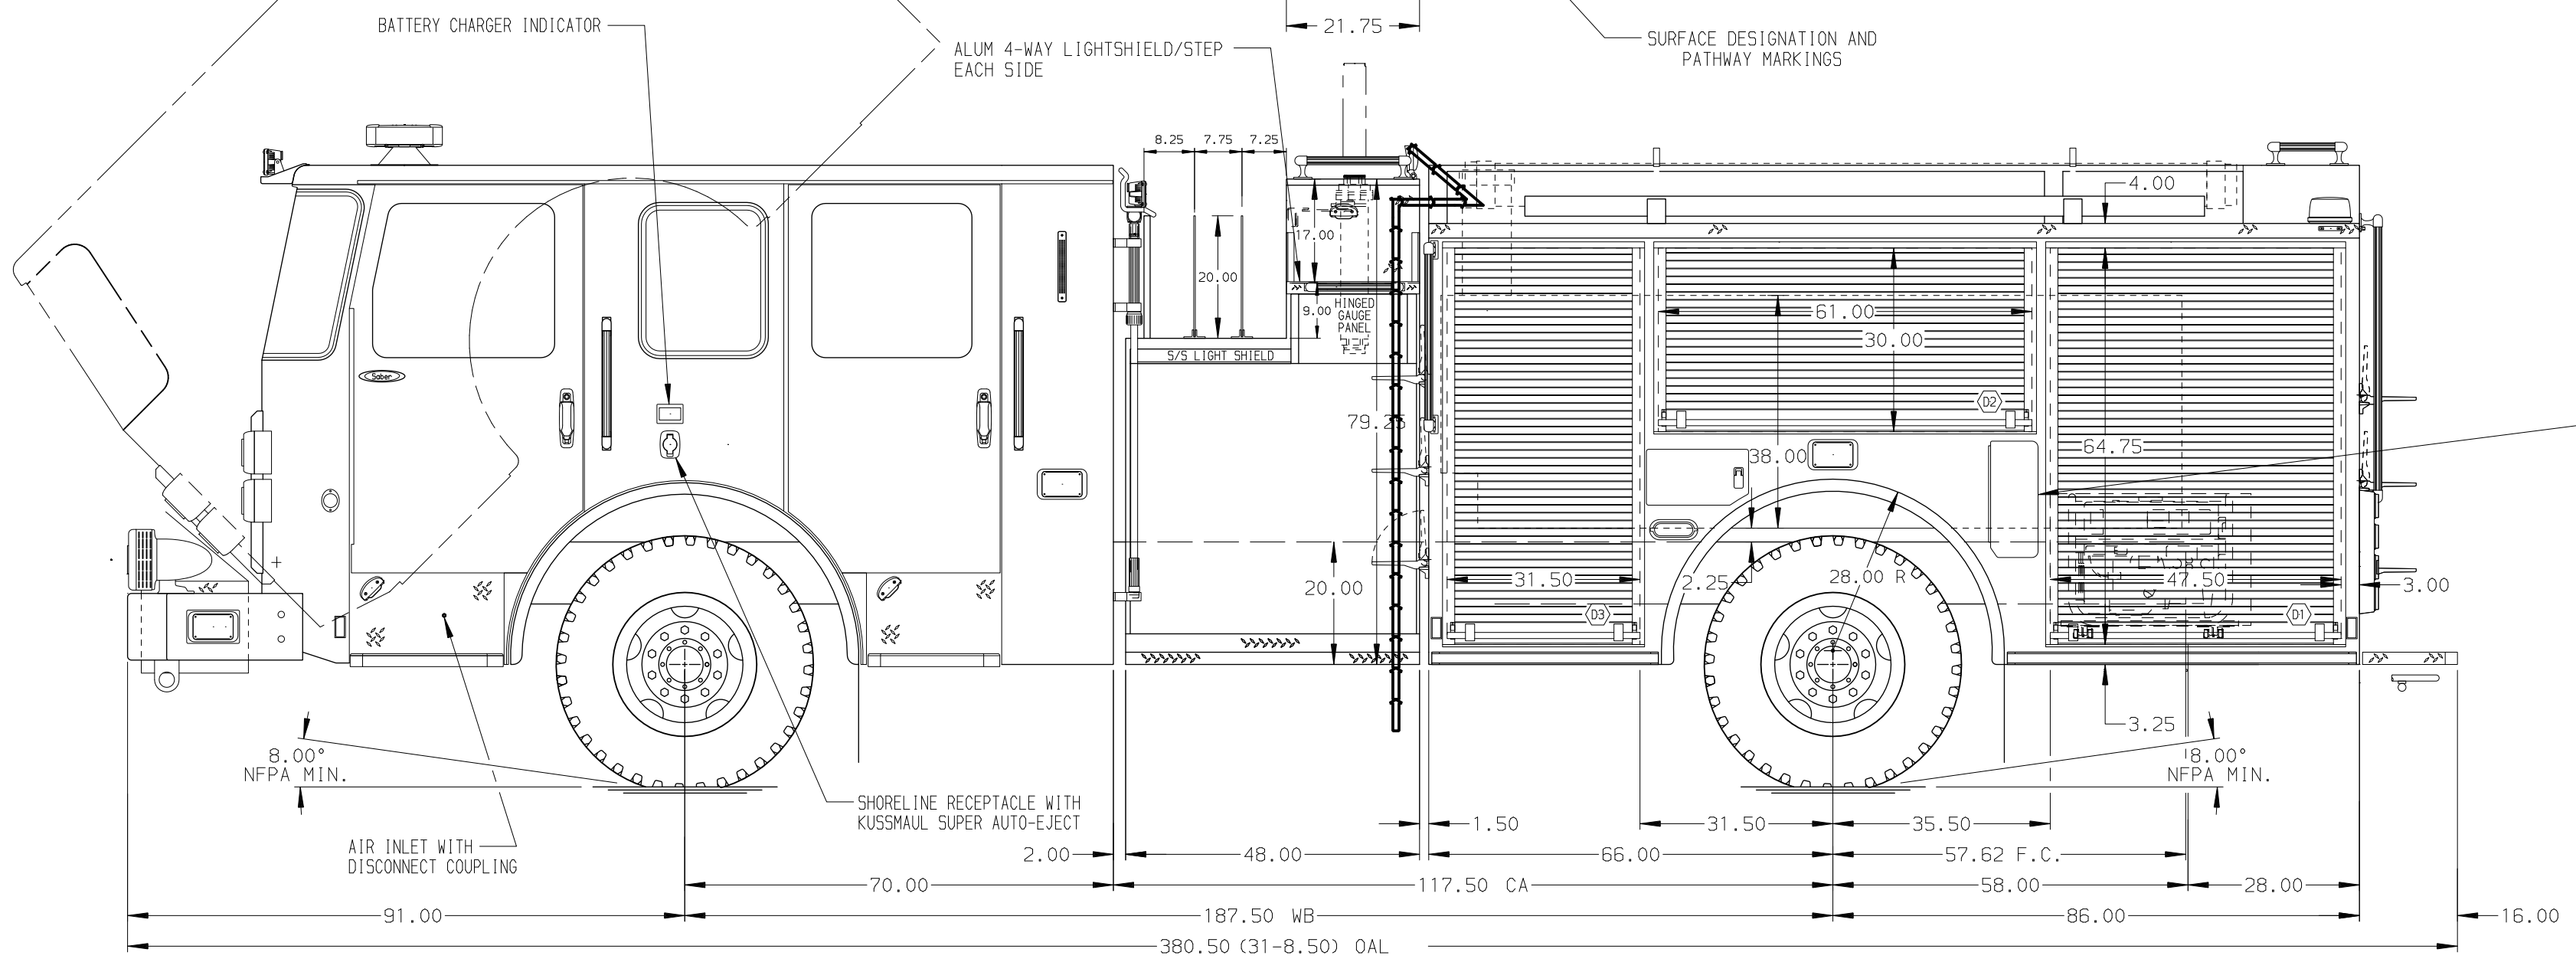 BATTERY CHARGER INDICATOR
ALUM 4-WAY LIGHTSHIELD/STEP
EACH SIDE
21.75
SURFACE DESIGNATION AND
PATHWAY MARKINGS
8.25
7.75
7.25
4.00
17.00
20.00
9.00
HINGED
GAUGE
PANEL
S/S LIGHT SHIELD
61.00
30.00
D2
Saber
79.25
38.00
64.75
20.00
31.50
D3
2.25
28.00 R
47.50
D1
3.00
3.25
8.00°
NFPA MIN.
8.00°
NFPA MIN.
SHORELINE RECEPTACLE WITH
KUSSMAUL SUPER AUTO-EJECT
AIR INLET WITH
DISCONNECT COUPLING
1.50
31.50
35.50
2.00
48.00
66.00
57.62 F.C.
70.00
117.50 CA
58.00
28.00
91.00
187.50 WB
86.00
16.00
380.50 (31-8.50) OAL